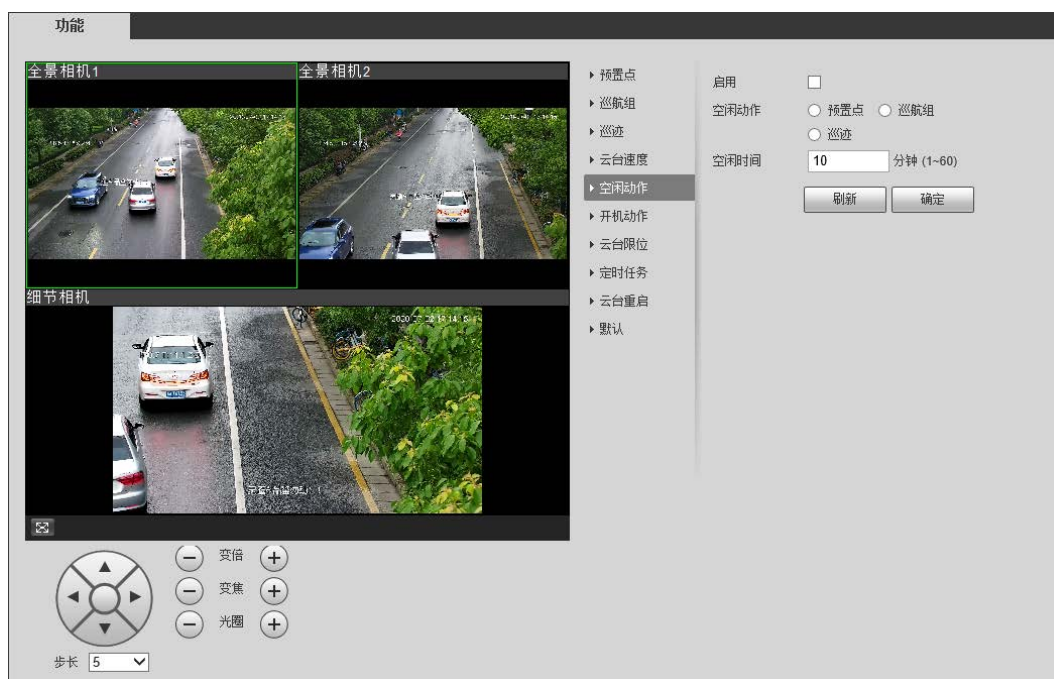 功能
全景相机1
全景相机2
细节相机
变倍
变焦
光圈
步长 5
预置点
巡航组
巡迹
云台速度
空闲动作
开机动作
云台限位
定时任务
云台重启
默认
启用
空闲动作 预置点 巡航组
巡迹
空闲时间 10 分钟 (1~60)
刷新 确定